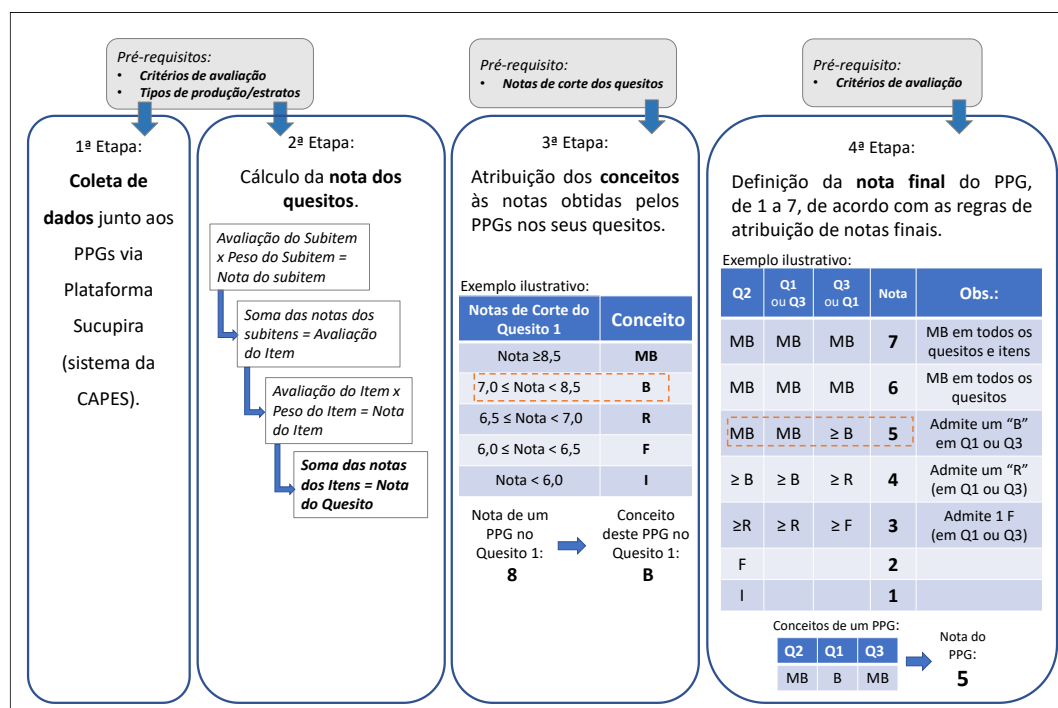 Pré-requisitos:
• Critérios de avaliação
• Tipos de produção/estratos
1ª Etapa:
Coleta de
dados junto aos
PPGs via
Plataforma
Sucupira
(sistema da
CAPES).
2ª Etapa:
Cálculo da nota dos
quesitos.
Avaliação do Subitem
x Peso do Subitem =
Nota do subitem
Soma das notas dos
subitens = Avaliação
do Item
Avaliação do Item x
Peso do Item = Nota
do Item
Soma das notas
dos Itens = Nota
do Quesito
Pré-requisito:
• Notas de corte dos quesitos
3ª Etapa:
Atribuição dos conceitos
às notas obtidas pelos
PPGs nos seus quesitos.
Exemplo ilustrativo:
Notas de Corte do
Quesito 1
Conceito
Nota ≥8,5 MB
7,0 ≤ Nota < 8,5 B
6,5 ≤ Nota < 7,0 R
6,0 ≤ Nota < 6,5 F
Nota < 6,0 I
Nota de um
PPG no
Quesito 1:
8
Conceito
deste PPG no
Quesito 1:
B
Pré-requisito:
• Critérios de avaliação
4ª Etapa:
Definição da nota final do PPG,
de 1 a 7, de acordo com as regras de
atribuição de notas finais.
Exemplo ilustrativo:
Q2
Q1
ou Q3
Q3
ou Q1
Nota
Obs.:
MB MB MB 7
MB em todos os
quesitos e itens
MB MB MB 6
MB em todos os
quesitos
MB MB ≥ B 5
Admite um “B”
em Q1 ou Q3
≥ B ≥ B ≥ R 4
Admite um “R”
(em Q1 ou Q3)
≥R ≥ R ≥ F 3
Admite 1 F
(em Q1 ou Q3)
F 2
I 1
Conceitos de um PPG:
Q2 Q1 Q3
MB B MB
Nota do
PPG:
5